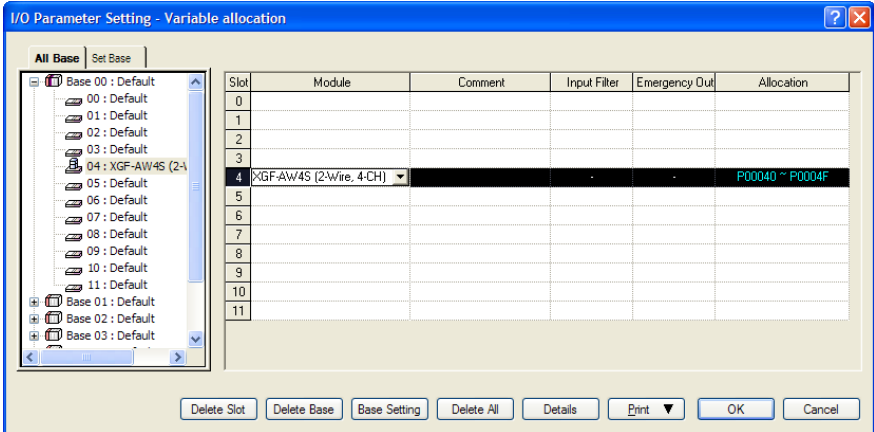 I/O Parameter Setting - Variable allocation
All Base Set Base
Base 00 : Default
00 : Default
01 : Default
02 : Default
03 : Default
04 : XGF-AW4S (2-W
05 : Default
06 : Default
07 : Default
08 : Default
09 : Default
10 : Default
11 : Default
Base 01 : Default
Base 02 : Default
Base 03 : Default
Slot Module Comment Input Filter Emergency Out Allocation
0
1
2
3
4 XGF-AW4S (2-Wire, 4-CH) - - P00040 ~ P0004F
5
6
7
8
9
10
11
Delete Slot Delete Base Base Setting Delete All Details Print ▼ OK Cancel